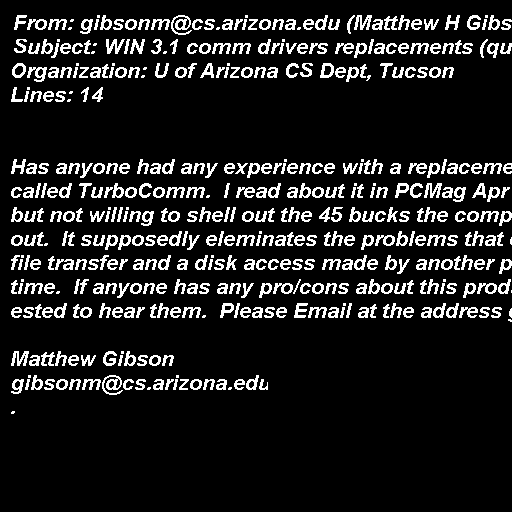 From: gibsonm@cs.arizona.edu (Matthew H Gibs
Subject: WIN 3.1 comm drivers replacements (qu
Organization: U of Arizona CS Dept, Tucson
Lines: 14
Has anyone had any experience with a replaceme
called TurboComm.  I read about it in PCMag Apr
but not willing to shell out the 45 bucks the comp
out.  It supposedly eleminates the problems that
file transfer and a disk access made by another p
time.  If anyone has any pro/cons about this prod
ested to hear them.  Please Email at the address
Matthew Gibson
gibsonm@cs.arizona.edu
.